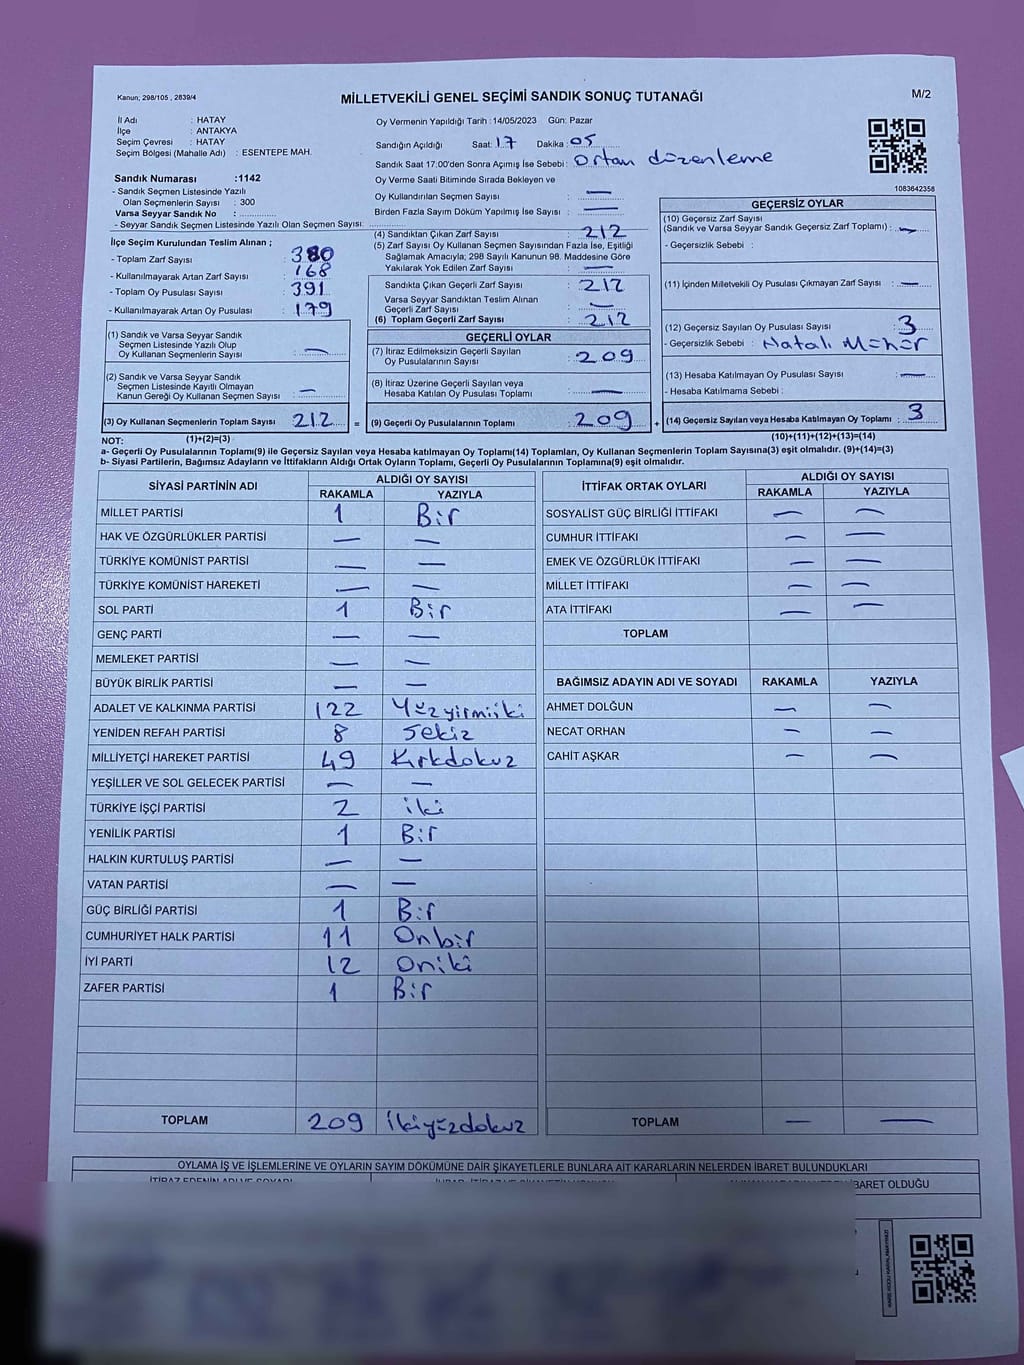 Kanun; 298/105 , 2839/4
MİLLETVEKİLİ GENEL SEÇİMİ SANDIK SONUÇ TUTANAĞI
M/2
İl Adı : HATAY
İlçe : ANTAKYA
Seçim Çevresi : HATAY
Seçim Bölgesi (Mahalle Adı) : ESENTEPE MAH.
Sandık Numarası :1142
- Sandık Seçmen Listesinde Yazılı
Olan Seçmenlerin Sayısı : 300
Varsa Seyyar Sandık No :
- Seyyar Sandık Seçmen Listesinde Yazılı Olan Seçmen Sayısı:
Oy Vermenin Yapıldığı Tarih :14/05/2023 Gün: Pazar
Sandığın Açıldığı Saat: 17 Dakika: 05
Sandık Saat 17:00'den Sonra Açımış İse Sebebi: Ortan düzenleme
Oy Verme Saati Bitiminde Sırada Bekleyen ve
Oy Kullandırılan Seçmen Sayısı : —
Birden Fazla Sayım Döküm Yapılmış İse Sayısı : —
1083642358
İlçe Seçim Kurulundan Teslim Alınan ;
- Toplam Zarf Sayısı : 380
- Kullanılmayarak Artan Zarf Sayısı : 168
- Toplam Oy Pusulası Sayısı : 391
- Kullanılmayarak Artan Oy Pusulası : 179
(1) Sandık ve Varsa Seyyar Sandık
Seçmen Listesinde Yazılı Olup
Oy Kullanan Seçmenlerin Sayısı : —
(2) Sandık ve Varsa Seyyar Sandık
Seçmen Listesinde Kayıtlı Olmayan
Kanun Gereği Oy Kullanan Seçmen Sayısı : —
(3) Oy Kullanan Seçmenlerin Toplam Sayısı : 212
(4) Sandıktan Çıkan Zarf Sayısı : 212
(5) Zarf Sayısı Oy Kullanan Seçmen Sayısından Fazla İse, Eşitliği
Sağlamak Amacıyla; 298 Sayılı Kanunun 98. Maddesine Göre
Yakılarak Yok Edilen Zarf Sayısı : —
Sandıkta Çıkan Geçerli Zarf Sayısı : 212
Varsa Seyyar Sandıktan Teslim Alınan
Geçerli Zarf Sayısı : —
(6) Toplam Geçerli Zarf Sayısı : 212
GEÇERLİ OYLAR
(7) İtiraz Edilmeksizin Geçerli Sayılan
Oy Pusulalarının Sayısı : 209
(8) İtiraz Üzerine Geçerli Sayılan veya
Hesaba Katılan Oy Pusulası Toplamı : —
= (9) Geçerli Oy Pusulalarının Toplamı : 209 +
GEÇERSİZ OYLAR
(10) Geçersiz Zarf Sayısı
(Sandık ve Varsa Seyyar Sandık Geçersiz Zarf Toplamı) : —
- Geçersizlik Sebebi :
(11) İçinden Milletvekili Oy Pusulası Çıkmayan Zarf Sayısı : —
(12) Geçersiz Sayılan Oy Pusulası Sayısı : 3
- Geçersizlik Sebebi : Natalı Mühür
(13) Hesaba Katılmayan Oy Pusulası Sayısı : —
- Hesaba Katılmama Sebebi :
(14) Geçersiz Sayılan veya Hesaba Katılmayan Oy Toplamı : 3
NOT: (1)+(2)=(3) (10)+(11)+(12)+(13)=(14)
a- Geçerli Oy Pusulalarının Toplamı(9) ile Geçersiz Sayılan veya Hesaba katılmayan Oy Toplamı(14) Toplamları, Oy Kullanan Seçmenlerin Toplam Sayısına(3) eşit olmalıdır. (9)+(14)=(3)
b- Siyasi Partilerin, Bağımsız Adayların ve İttifakların Aldığı Ortak Oyların Toplamı, Geçerli Oy Pusulalarının Toplamına(9) eşit olmalıdır.
SİYASİ PARTİNİN ADI ALDIĞI OY SAYISI
RAKAMLA YAZIYLA
MİLLET PARTİSİ 1 Bir
HAK VE ÖZGÜRLÜKLER PARTİSİ — —
TÜRKİYE KOMÜNİST PARTİSİ — —
TÜRKİYE KOMÜNİST HAREKETİ — —
SOL PARTİ 1 Bir
GENÇ PARTİ — —
MEMLEKET PARTİSİ — —
BÜYÜK BİRLİK PARTİSİ — —
ADALET VE KALKINMA PARTİSİ 122 Yüzyirmiiki
YENİDEN REFAH PARTİSİ 8 Sekiz
MİLLİYETÇİ HAREKET PARTİSİ 49 Kırkdokuz
YEŞİLLER VE SOL GELECEK PARTİSİ — —
TÜRKİYE İŞÇİ PARTİSİ 2 iki
YENİLİK PARTİSİ 1 Bir
HALKIN KURTULUŞ PARTİSİ — —
VATAN PARTİSİ — —
GÜÇ BİRLİĞİ PARTİSİ 1 Bir
CUMHURİYET HALK PARTİSİ 11 Onbir
İYİ PARTİ 12 Oniki
ZAFER PARTİSİ 1 Bir
TOPLAM 209 ikiyüzdokuz
İTTİFAK ORTAK OYLARI ALDIĞI OY SAYISI
RAKAMLA YAZIYLA
SOSYALİST GÜÇ BİRLİĞİ İTTİFAKI — —
CUMHUR İTTİFAKI — —
EMEK VE ÖZGÜRLÜK İTTİFAKI — —
MİLLET İTTİFAKI — —
ATA İTTİFAKI — —
TOPLAM
BAĞIMSIZ ADAYIN ADI VE SOYADI RAKAMLA YAZIYLA
AHMET DOLĞUN — —
NECAT ORHAN — —
CAHİT AŞKAR — —
TOPLAM — —
OYLAMA İŞ VE İŞLEMLERİNE VE OYLARIN SAYIM DÖKÜMÜNE DAİR ŞİKAYETLERLE BUNLARA AİT KARARLARIN NELERDEN İBARET BULUNDUKLARI
İTİRAZ EDENİN ADI VE SOYADI
İBARET OLDUĞU